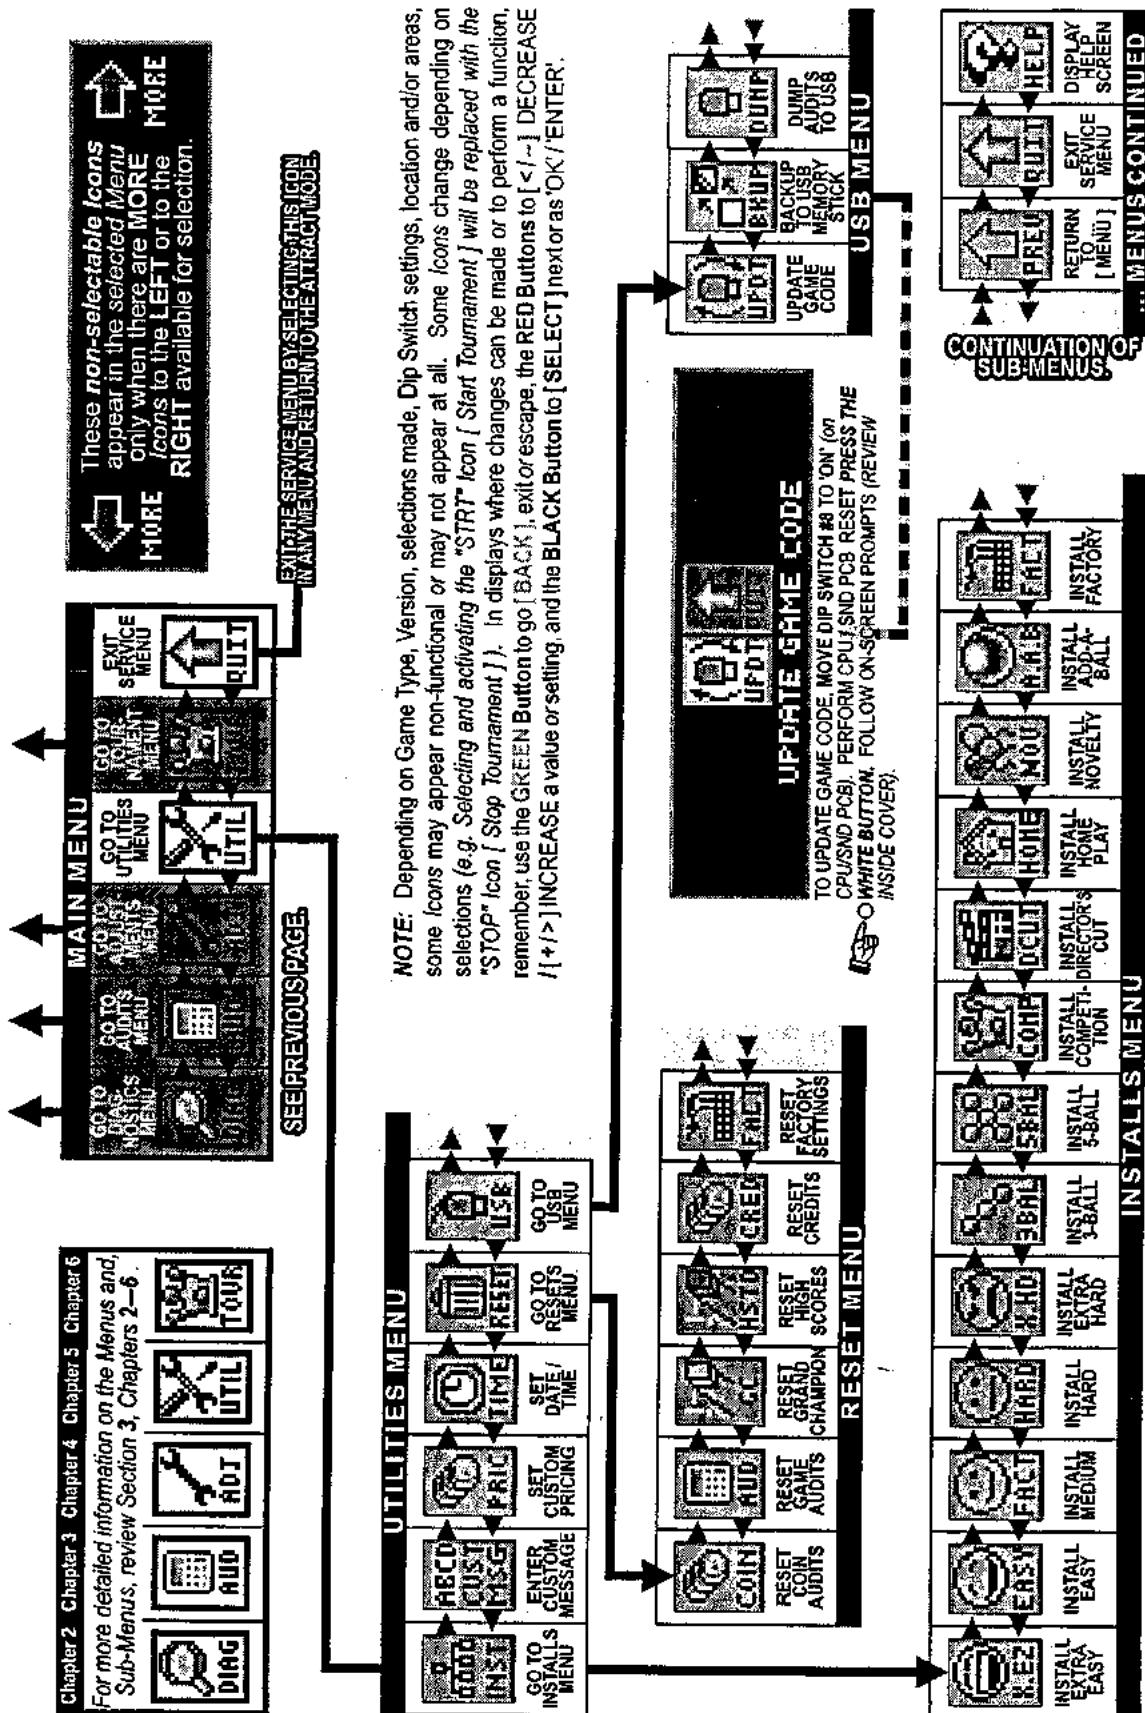 Chapter 2 Chapter 3 Chapter 4 Chapter 5 Chapter 6
For more detailed information on the Menus and
Sub-Menus, review Section 3, Chapters 2—6.
DIAG AUD ADJ UTIL TOUR
MAIN MENU
GO TO DIAGNOSTICS MENU
GO TO AUDITS MENU
GO TO ADJUSTMENTS MENU
GO TO UTILITIES MENU
UTIL
GO TO TOURNAMENT MENU
EXIT SERVICE MENU
QUIT
SEE PREVIOUS PAGE.
EXIT THE SERVICE MENU BY SELECTING THIS ICON
IN ANY MENU AND RETURN TO THE ATTRACT MODE.
MORE
These non-selectable Icons
appear in the selected Menu
only when there are MORE
Icons to the LEFT or to the
RIGHT available for selection.
MORE
NOTE: Depending on Game Type, Version, selections made, Dip Switch settings, location and/or areas,
some Icons may appear non-functional or may not appear at all. Some Icons change depending on
selections (e.g. Selecting and activating the "STRT" Icon [ Start Tournament ] will be replaced with the
"STOP" Icon [ Stop Tournament ] ). In displays where changes can be made or to perform a function,
remember, use the GREEN Button to go [ BACK ], exit or escape, the RED Buttons to [ < / – ] DECREASE
/ [ + / > ] INCREASE a value or setting, and the BLACK Button to [ SELECT ] next or as 'OK' / 'ENTER'.
UTILITIES MENU
INST
GO TO INSTALLS MENU
ABCD CUST MSG
ENTER CUSTOM MESSAGE
PRIC
SET CUSTOM PRICING
TIME
SET DATE / TIME
RESET
GO TO RESETS MENU
USB
GO TO USB MENU
COIN
RESET COIN AUDITS
AUD
RESET GAME AUDITS
GC
RESET GRAND CHAMPION
HSTD
RESET HIGH SCORES
CRED
RESET CREDITS
FACT
RESET FACTORY SETTINGS
RESET MENU
UPDT
QUIT
UPDATE GAME CODE
TO UPDATE GAME CODE, MOVE DIP SWITCH #8 TO 'ON' (on
CPU/SND PCB). PERFORM CPU / SND PCB RESET PRESS THE
WHITE BUTTON. FOLLOW ON-SCREEN PROMPTS (REVIEW
INSIDE COVER).
UPDT
UPDATE GAME CODE
BKUP
BACKUP TO USB MEMORY STICK
DUMP
DUMP AUDITS TO USB
USB MENU
X.EZ
INSTALL EXTRA EASY
EASY
INSTALL EASY
FACT
INSTALL MEDIUM
HARD
INSTALL HARD
X.HD
INSTALL EXTRA HARD
3BAL
INSTALL 3-BALL
5BAL
INSTALL 5-BALL
COMP
INSTALL COMPETITION
DCUT
INSTALL DIRECTOR'S CUT
HOME
INSTALL HOME PLAY
NOV
INSTALL NOVELTY
A.A.B
INSTALL ADD-A-BALL
FACT
INSTALL FACTORY
INSTALLS MENU
CONTINUATION OF
SUB-MENUS.
PREV
RETURN TO [ MENU ]
QUIT
EXIT SERVICE MENU
HELP
DISPLAY HELP SCREEN
...MENUS CONTINUED